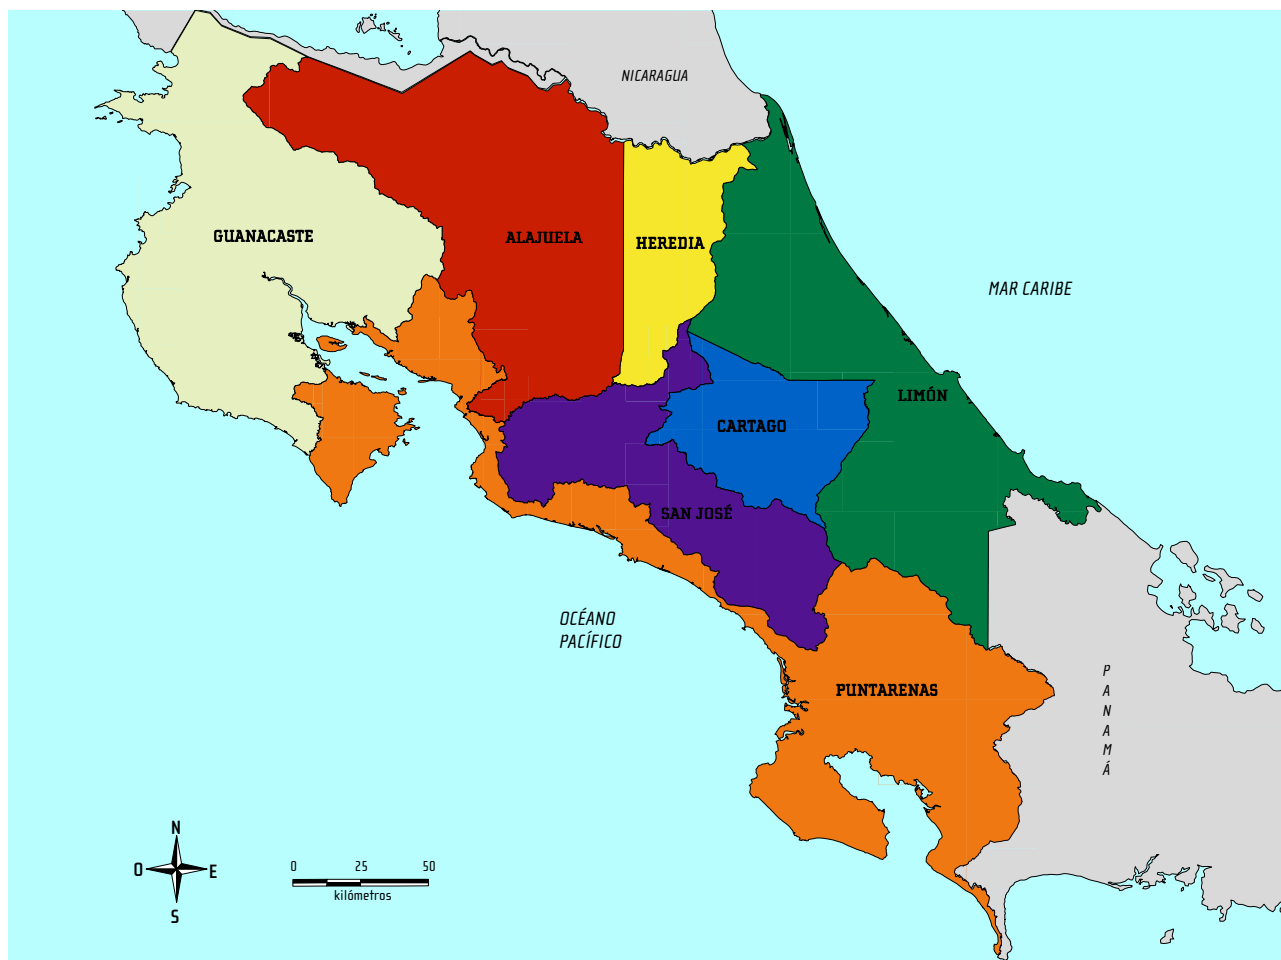 NICARAGUA
GUANACASTE
ALAJUELA
HEREDIA
MAR CARIBE
LIMÓN
CARTAGO
SAN JOSÉ
OCÉANO
PACÍFICO
PUNTARENAS
P
A
N
A
M
Á
N
O
E
S
0 25 50
kilómetros